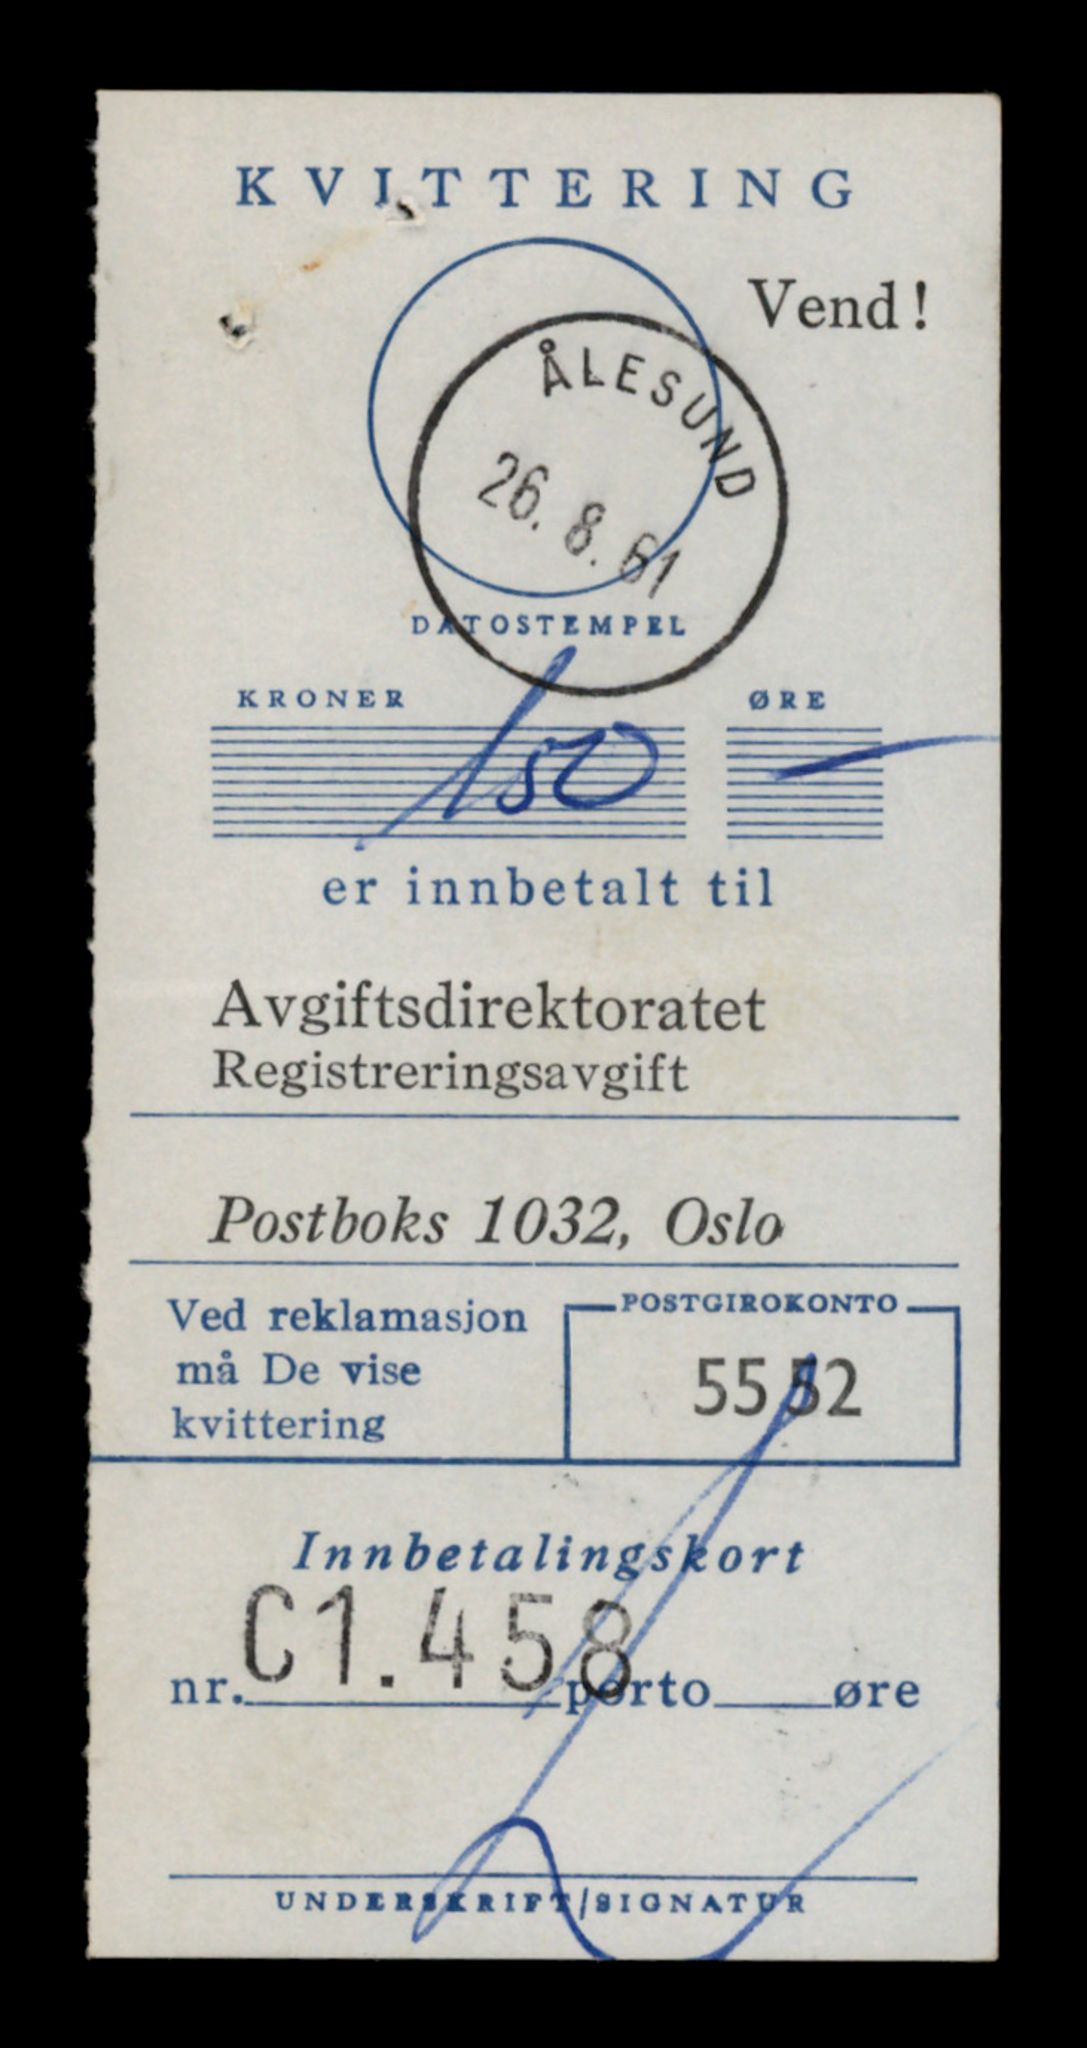 KVITTERING
Vend!
ÅLESUND
26.8.61
DATOSTEMPEL
KRONER ØRE
150 —
er innbetalt til
Avgiftsdirektoratet
Registreringsavgift
Postboks 1032, Oslo
Ved reklamasjon
må De vise
kvittering
POSTGIROKONTO
5552
Innbetalingskort
nr. C1.458 porto øre
UNDERSKRIFT/SIGNATUR